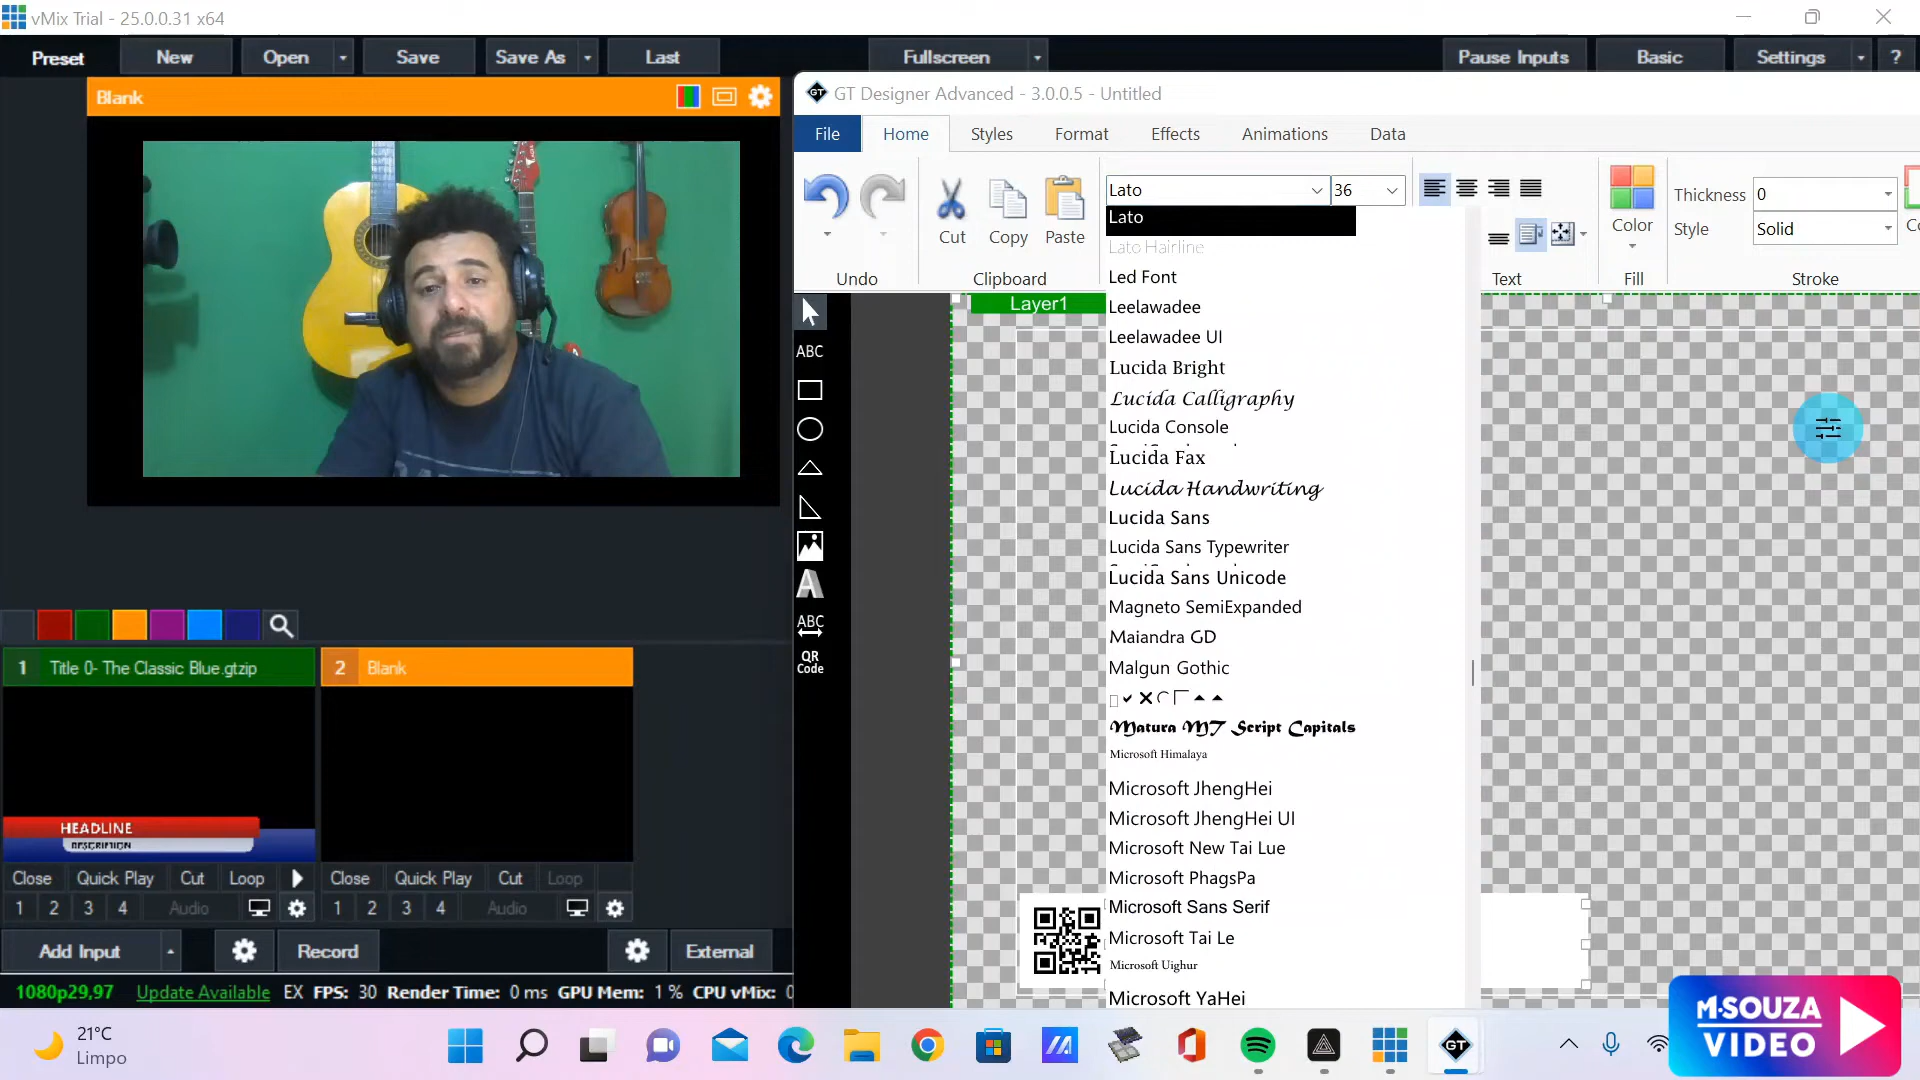 vMix Trial - 25.0.0.31 x64
Preset New Open Save Save As Last Fullscreen Pause Inputs Basic Settings ?
Blank
GT Designer Advanced - 3.0.0.5 - Untitled
File Home Styles Format Effects Animations Data
Lato 36
Cut Copy Paste
Undo Clipboard
Color
Thickness 0
Style Solid
Text Fill Stroke
Layer1
ABC
ABC
QR
Code
Lato
Lato Hairline
Led Font
Leelawadee
Leelawadee UI
Lucida Bright
Lucida Calligraphy
Lucida Console
Lucida Fax
Lucida Handwriting
Lucida Sans
Lucida Sans Typewriter
Lucida Sans Unicode
Magneto SemiExpanded
Maiandra GD
Malgun Gothic
Matura MT Script Capitals
Microsoft Himalaya
Microsoft JhengHei
Microsoft JhengHei UI
Microsoft New Tai Lue
Microsoft PhagsPa
Microsoft Sans Serif
Microsoft Tai Le
Microsoft Uighur
Microsoft YaHei
1 Title 0- The Classic Blue.gtzip
2 Blank
HEADLINE
DESCRIPTION
Close Quick Play Cut Loop
1 2 3 4 Audio
Close Quick Play Cut Loop
1 2 3 4 Audio
Add Input Record External
1080p29,97 Update Available EX FPS: 30 Render Time: 0 ms GPU Mem: 1 % CPU vMix: 0
21°C
Limpo
GT
M·SOUZA
VIDEO